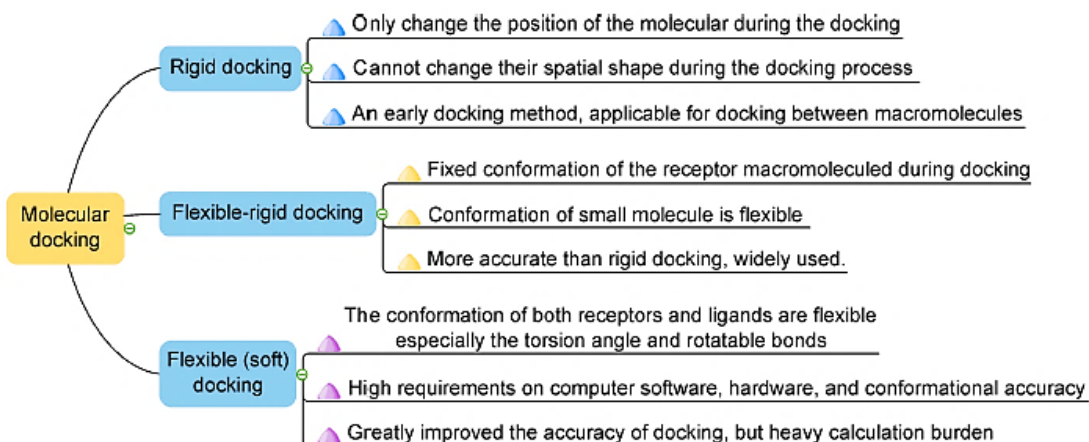 Molecular
docking
Rigid docking
Only change the position of the molecular during the docking
Cannot change their spatial shape during the docking process
An early docking method, applicable for docking between macromolecules
Flexible-rigid docking
Fixed conformation of the receptor macromoleculed during docking
Conformation of small molecule is flexible
More accurate than rigid docking, widely used.
Flexible (soft)
docking
The conformation of both receptors and ligands are flexible
especially the torsion angle and rotatable bonds
High requirements on computer software, hardware, and conformational accuracy
Greatly improved the accuracy of docking, but heavy calculation burden